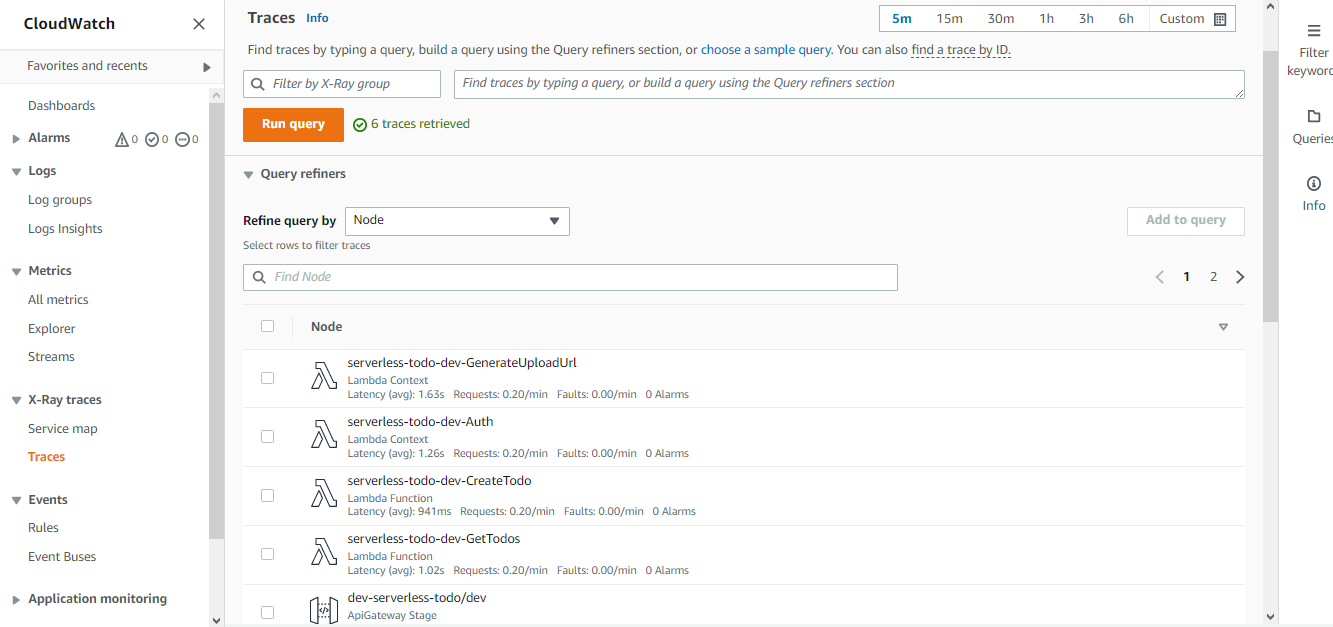 CloudWatch
Favorites and recents
Dashboards
Alarms 0 0 0
Logs
Log groups
Logs Insights
Metrics
All metrics
Explorer
Streams
X-Ray traces
Service map
Traces
Events
Rules
Event Buses
Application monitoring
Traces Info
5m 15m 30m 1h 3h 6h Custom
Find traces by typing a query, build a query using the Query refiners section, or choose a sample query. You can also find a trace by ID.
Filter by X-Ray group
Find traces by typing a query, or build a query using the Query refiners section
Run query 6 traces retrieved
Query refiners
Refine query by Node Add to query
Select rows to filter traces
Find Node 1 2
Node
serverless-todo-dev-GenerateUploadUrl
Lambda Context
Latency (avg): 1.63s Requests: 0.20/min Faults: 0.00/min 0 Alarms
serverless-todo-dev-Auth
Lambda Context
Latency (avg): 1.26s Requests: 0.20/min Faults: 0.00/min 0 Alarms
serverless-todo-dev-CreateTodo
Lambda Function
Latency (avg): 941ms Requests: 0.20/min Faults: 0.00/min 0 Alarms
serverless-todo-dev-GetTodos
Lambda Function
Latency (avg): 1.02s Requests: 0.20/min Faults: 0.00/min 0 Alarms
dev-serverless-todo/dev
ApiGateway Stage
Filter
keyword
Queries
Info